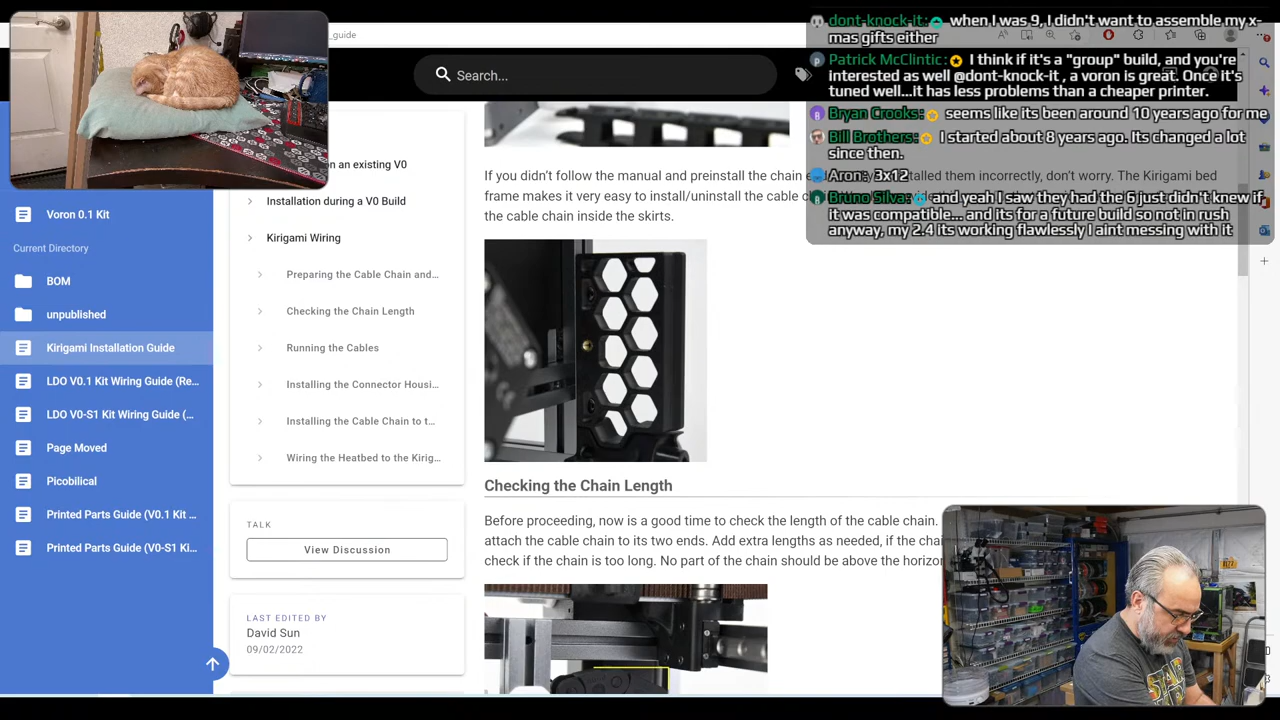 _guide
Search...
dont-knock-it: when I was 9, I didn't want to assemble my x-
mas gifts either
Patrick McClintic: I think if it's a "group" build, and you're
interested as well @dont-knock-it , a voron is great. Once it's
tuned well...it has less problems than a cheaper printer.
Bryan Crooks: seems like its been around 10 years ago for me
Bill Brothers: I started about 8 years ago. Its changed a lot
since then.
Aron: 3x12
Bruno Silva: and yeah I saw they had the 6 just didn't knew if
it was compatible... and its for a future build so not in rush
anyway, my 2.4 its working flawlessly I aint messing with it
Voron 0.1 Kit
Current Directory
BOM
unpublished
Kirigami Installation Guide
LDO V0.1 Kit Wiring Guide (Re...
LDO V0-S1 Kit Wiring Guide (...
Page Moved
Picobilical
Printed Parts Guide (V0.1 Kit ...
Printed Parts Guide (V0-S1 Ki...
on an existing V0
Installation during a V0 Build
Kirigami Wiring
Preparing the Cable Chain and...
Checking the Chain Length
Running the Cables
Installing the Connector Housi...
Installing the Cable Chain to t...
Wiring the Heatbed to the Kirig...
TALK
View Discussion
LAST EDITED BY
David Sun
09/02/2022
If you didn't follow the manual and preinstall the chain
talled them incorrectly, don't worry. The Kirigami bed
frame makes it very easy to install/uninstall the cable
the cable chain inside the skirts.
Checking the Chain Length
Before proceeding, now is a good time to check the length of the cable chain.
attach the cable chain to its two ends. Add extra lengths as needed, if the chai
check if the chain is too long. No part of the chain should be above the horizon